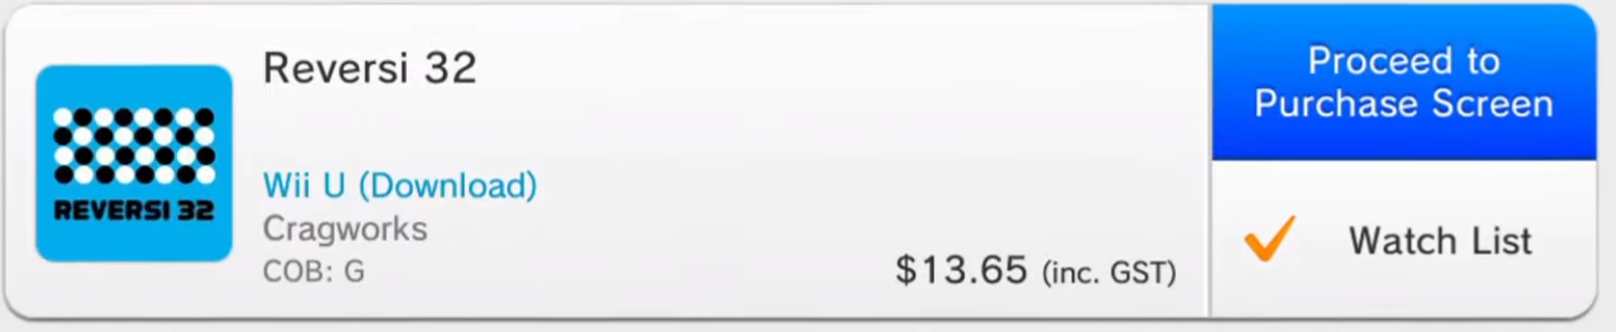 Reversi 32
REVERSI 32
Wii U (Download)
Cragworks
COB: G
$13.65 (inc. GST)
Proceed to
Purchase Screen
Watch List